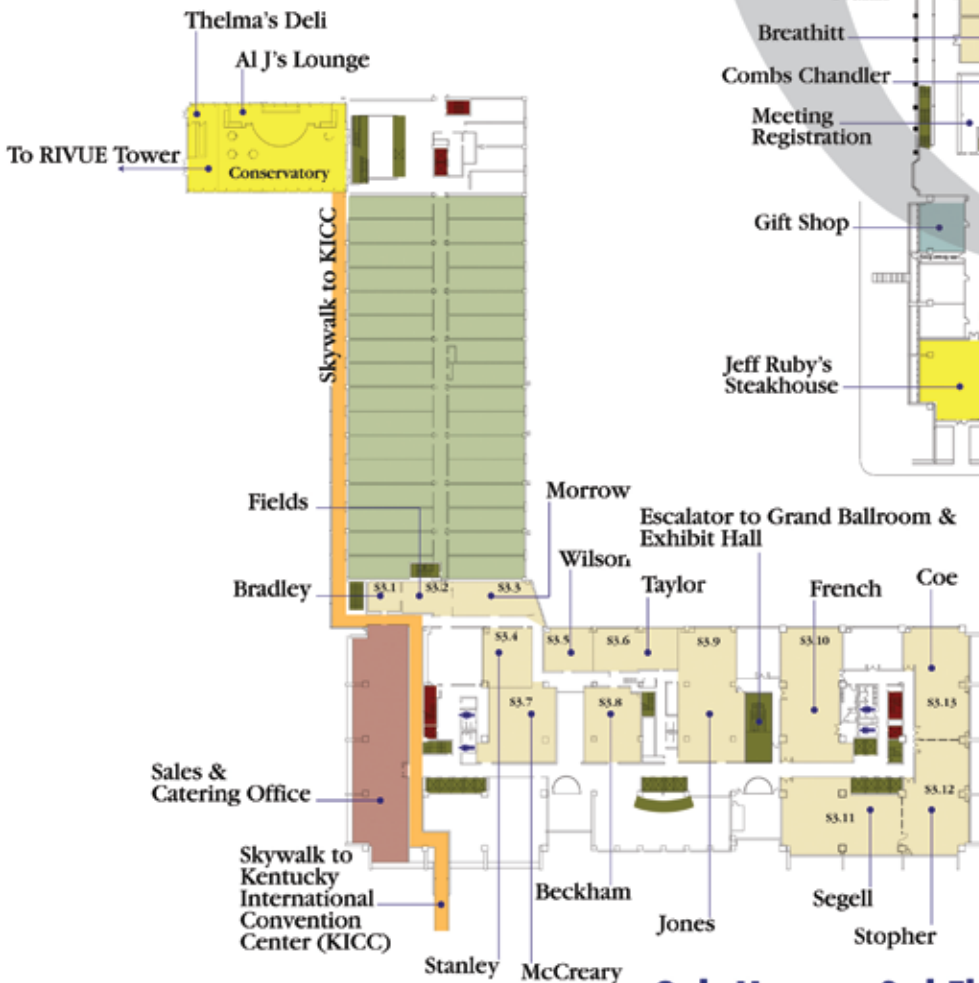 Thelma's Deli
Al J's Lounge
To RIVUE Tower
Conservatory
Skywalk to KICC
Breathitt
Combs Chandler
Meeting
Registration
Gift Shop
Jeff Ruby's
Steakhouse
Fields
Morrow
Escalator to Grand Ballroom &
Exhibit Hall
Wilson
Taylor
French
Coe
Bradley
S3.1
S3.2
S3.3
S3.4
S3.5
S3.6
S3.9
S3.10
S3.7
S3.8
S3.13
Sales &
Catering Office
S3.11
S3.12
Skywalk to
Kentucky
International
Convention
Center (KICC)
Beckham
Segell
Jones
Stopher
Stanley
McCreary